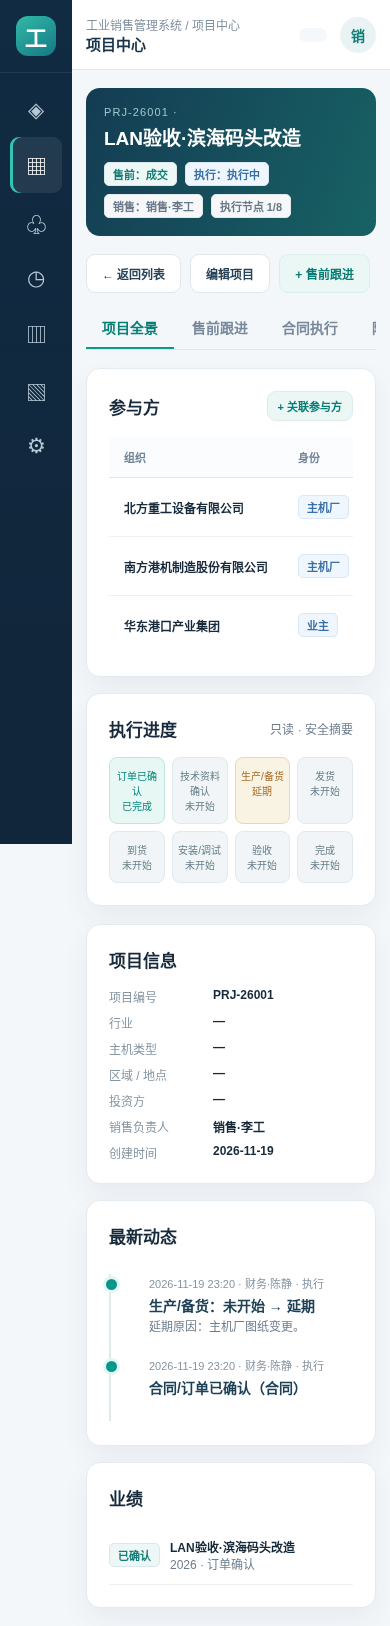 工
工业销售管理系统 / 项目中心
项目中心
销
PRJ-26001 ·
LAN验收·滨海码头改造
售前：成交
执行：执行中
销售：销售·李工
执行节点 1/8
← 返回列表
编辑项目
+ 售前跟进
项目全景
售前跟进
合同执行
参与方
+ 关联参与方
组织
身份
北方重工设备有限公司
主机厂
南方港机制造股份有限公司
主机厂
华东港口产业集团
业主
执行进度
只读 · 安全摘要
订单已确认
已完成
技术资料确认
未开始
生产/备货
延期
发货
未开始
到货
未开始
安装/调试
未开始
验收
未开始
完成
未开始
项目信息
项目编号
PRJ-26001
行业
—
主机类型
—
区域 / 地点
—
投资方
—
销售负责人
销售·李工
创建时间
2026-11-19
最新动态
2026-11-19 23:20 · 财务·陈静 · 执行
生产/备货：未开始 → 延期
延期原因：主机厂图纸变更。
2026-11-19 23:20 · 财务·陈静 · 执行
合同/订单已确认（合同）
业绩
已确认
LAN验收·滨海码头改造
2026 · 订单确认